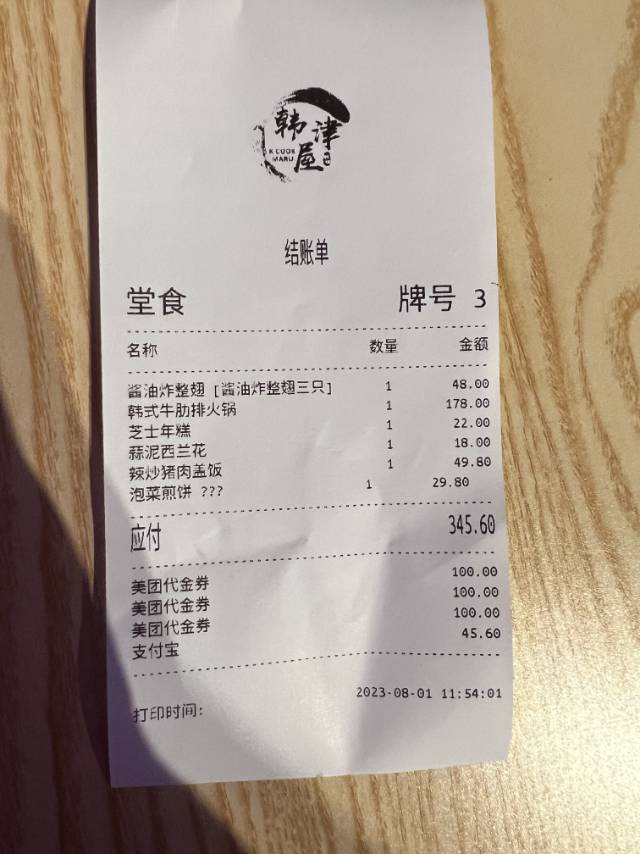 韩津
K COOK
MARU
屋
结账单
堂食 牌号 3
名称 数量 金额
酱油炸整翅 [酱油炸整翅三只] 1 48.00
韩式牛肋排火锅 1 178.00
芝士年糕 1 22.00
蒜泥西兰花 1 18.00
辣炒猪肉盖饭 1 49.80
泡菜煎饼 ??? 1 29.80
应付 345.60
美团代金券 100.00
美团代金券 100.00
美团代金券 100.00
支付宝 45.60
打印时间: 2023-08-01 11:54:01